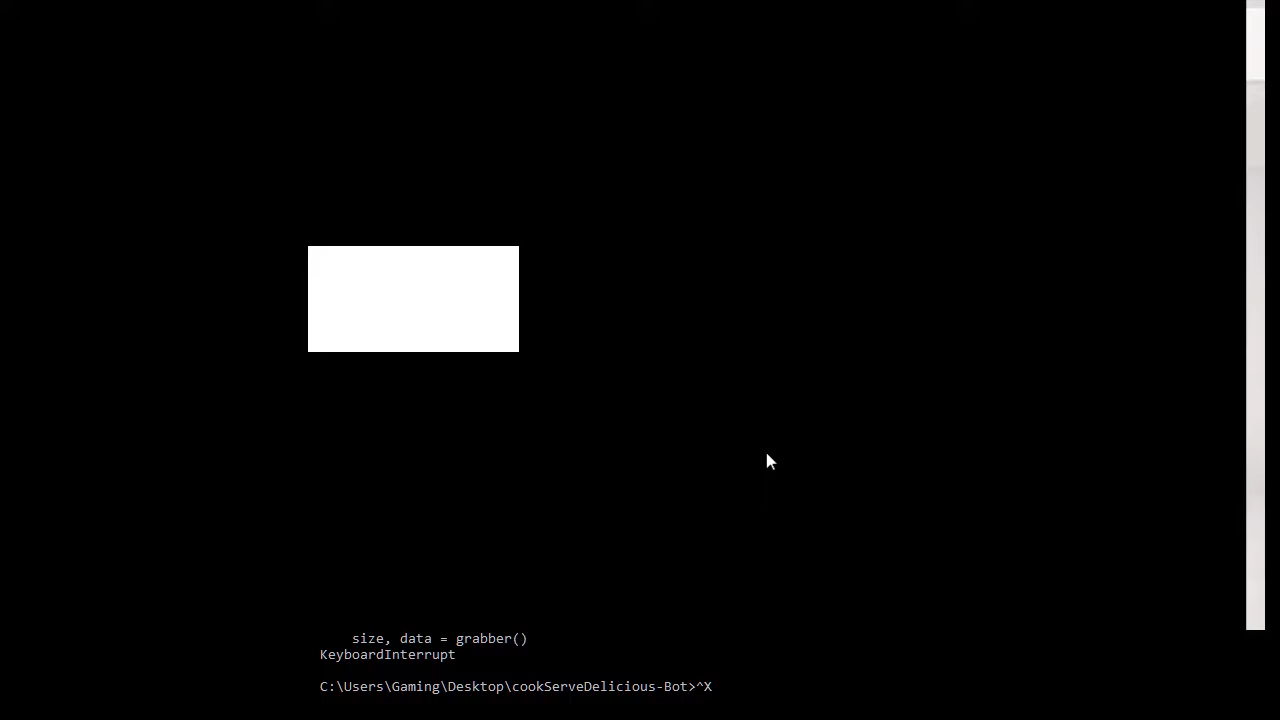 size, data = grabber()
KeyboardInterrupt
C:\Users\Gaming\Desktop\cookServeDelicious-Bot>^X